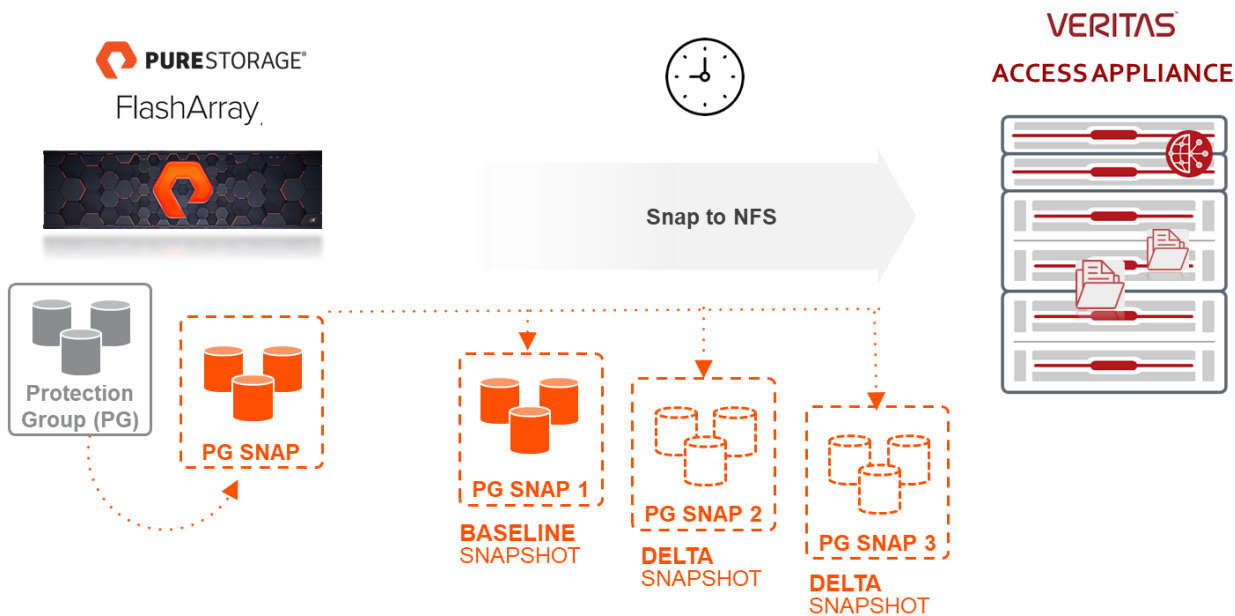 PURESTORAGE®
FlashArray
VERITAS™
ACCESS APPLIANCE
Snap to NFS
Protection
Group (PG)
PG SNAP
PG SNAP 1
BASELINE
SNAPSHOT
PG SNAP 2
DELTA
SNAPSHOT
PG SNAP 3
DELTA
SNAPSHOT